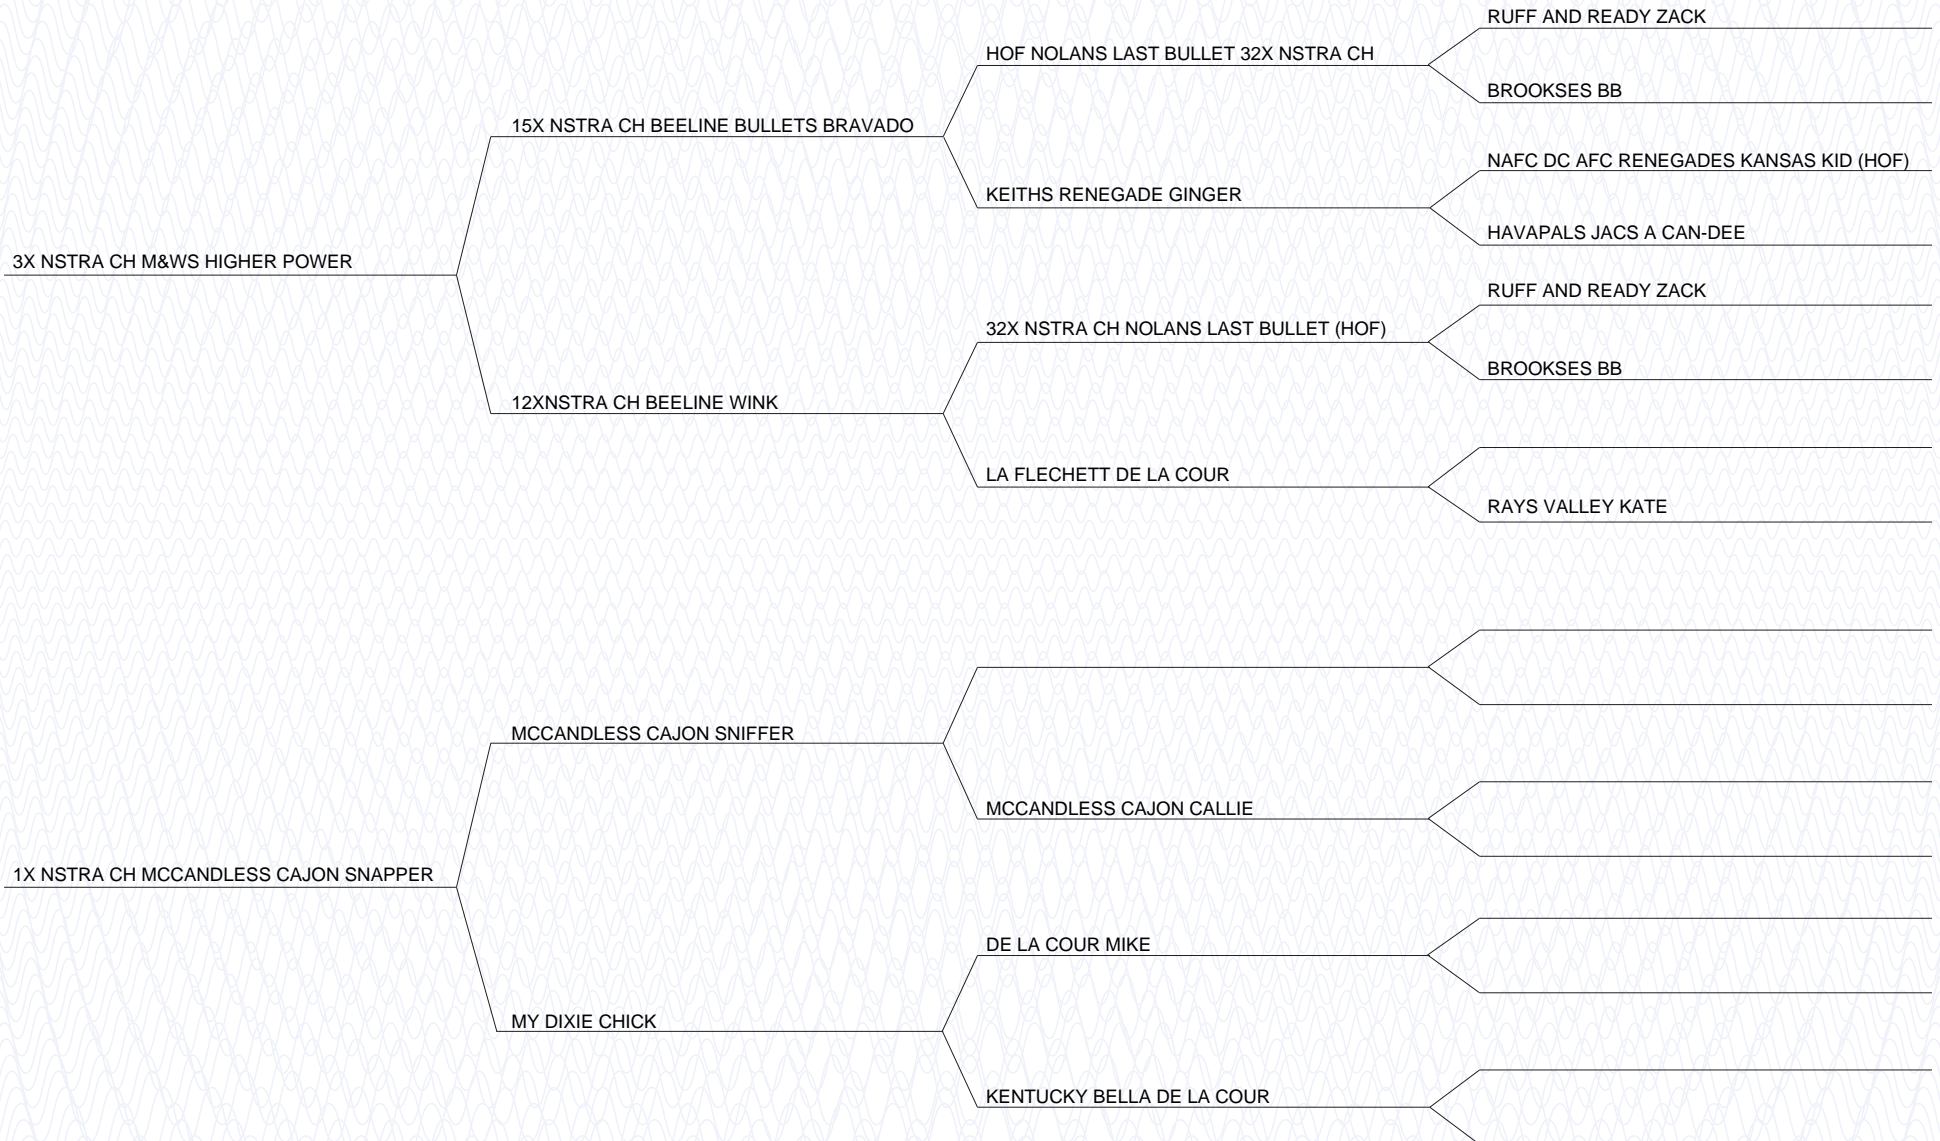 RUFF AND READY ZACK
HOF NOLANS LAST BULLET 32X NSTRA CH
BROOKSES BB
15X NSTRA CH BEELINE BULLETS BRAVADO
NAFC DC AFC RENEGADES KANSAS KID (HOF)
KEITHS RENEGADE GINGER
HAVAPALS JACS A CAN-DEE
3X NSTRA CH M&WS HIGHER POWER
RUFF AND READY ZACK
32X NSTRA CH NOLANS LAST BULLET (HOF)
BROOKSES BB
12XNSTRA CH BEELINE WINK
LA FLECHETT DE LA COUR
RAYS VALLEY KATE
MCCANDLESS CAJON SNIFFER
MCCANDLESS CAJON CALLIE
1X NSTRA CH MCCANDLESS CAJON SNAPPER
DE LA COUR MIKE
MY DIXIE CHICK
KENTUCKY BELLA DE LA COUR